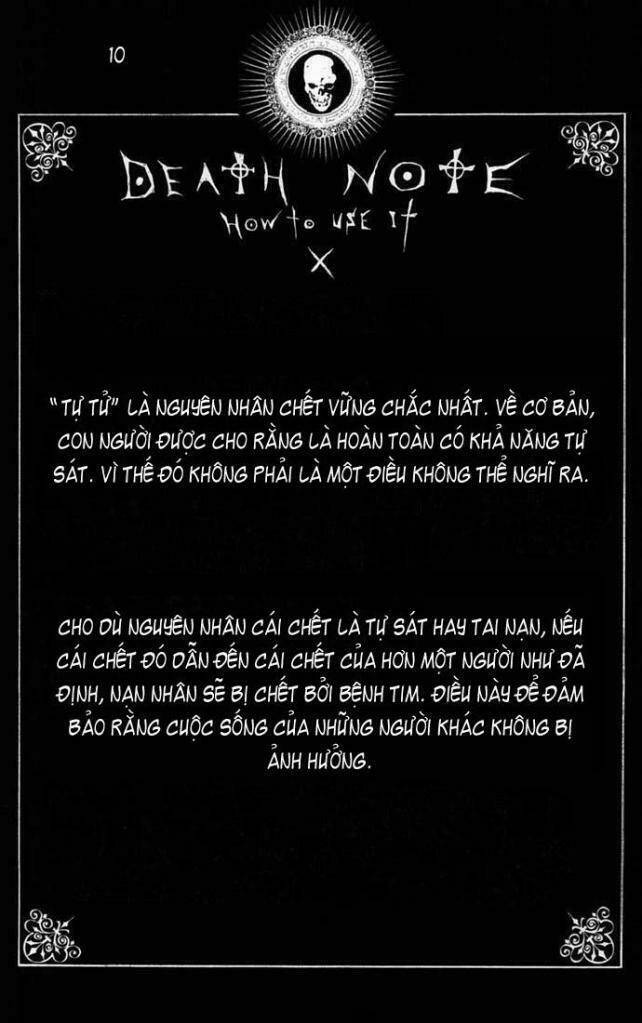 10
DEATH NOTE
HOW TO USE IT
X
"TỰ TỬ" LÀ NGUYÊN NHÂN CHẾT VỮNG CHẮC NHẤT. VỀ CƠ BẢN,
CON NGƯỜI ĐƯỢC CHO RẰNG LÀ HOÀN TOÀN CÓ KHẢ NĂNG TỰ
SÁT. VÌ THẾ ĐÓ KHÔNG PHẢI LÀ MỘT ĐIỀU KHÔNG THỂ NGHĨ RA.
CHO DÙ NGUYÊN NHÂN CÁI CHẾT LÀ TỰ SÁT HAY TAI NẠN, NẾU
CÁI CHẾT ĐÓ DẪN ĐẾN CÁI CHẾT CỦA HƠN MỘT NGƯỜI NHƯ ĐÃ
ĐỊNH, NẠN NHÂN SẼ BỊ CHẾT BỞI BỆNH TIM. ĐIỀU NÀY ĐỂ ĐẢM
BẢO RẰNG CUỘC SỐNG CỦA NHỮNG NGƯỜI KHÁC KHÔNG BỊ
ẢNH HƯỞNG.